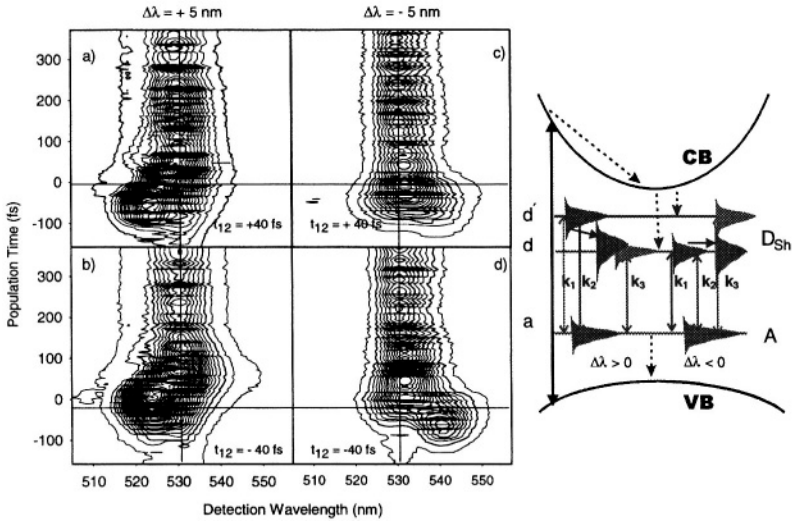 Δλ = + 5 nm
Δλ = - 5 nm
a)
c)
b)
d)
t12 = +40 fs
t12 = + 40 fs
t12 = - 40 fs
t12 = -40 fs
300
200
100
0
-100
300
200
100
0
-100
Population Time (fs)
510 520 530 540 550
510 520 530 540 550
Detection Wavelength (nm)
CB
d´
d
DSh
k1
k2
k3
k1
k2
k3
a
A
Δλ > 0
Δλ < 0
VB